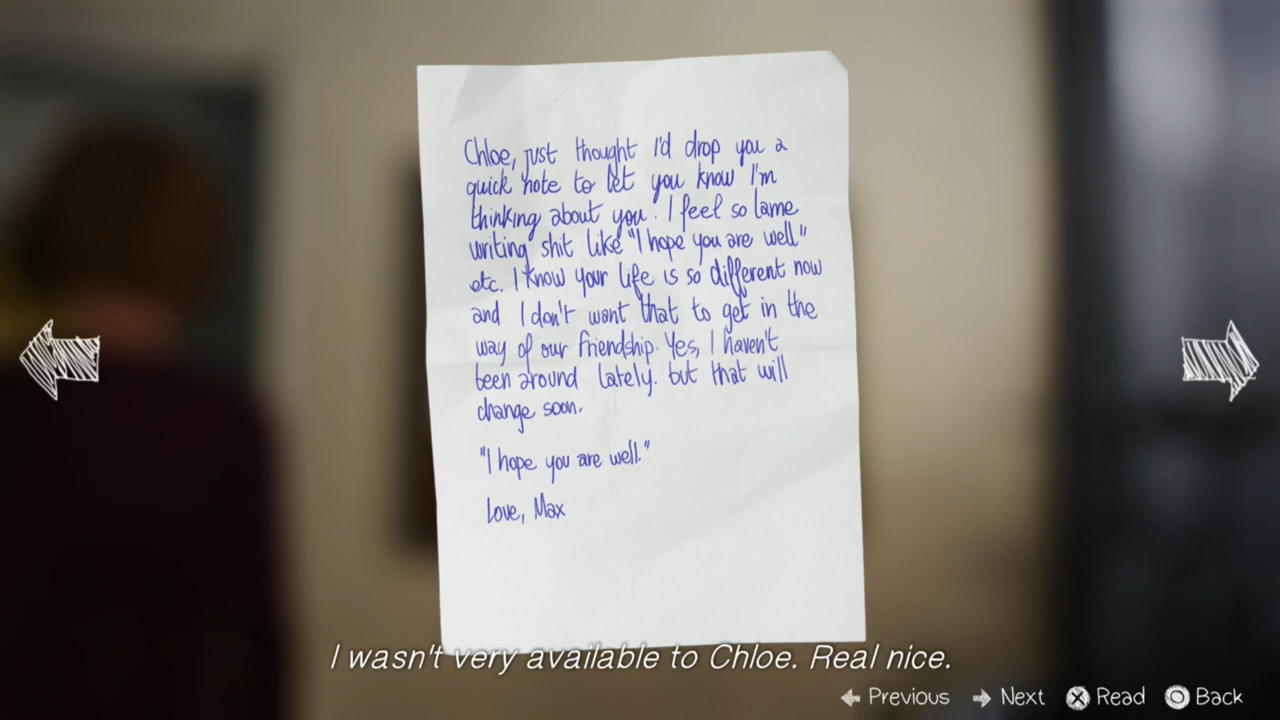 Chloe, just thought I'd drop you a
quick note to let you know I'm
thinking about you. I feel so lame
writing shit like "I hope you are well"
etc. I know your life is so different now
and I don't want that to get in the
way of our friendship. Yes, I haven't
been around lately. but that will
change soon.
"I hope you are well."
Love, Max
I wasn't very available to Chloe. Real nice.
Previous Next Read Back